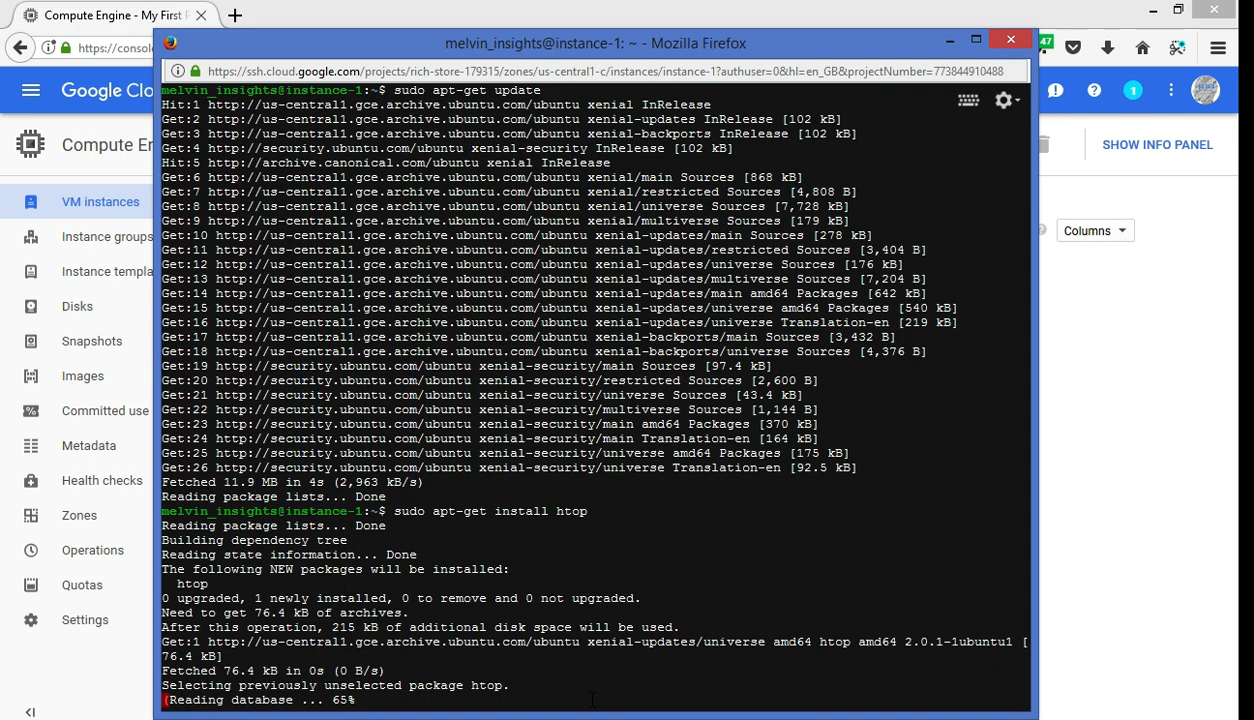 Compute Engine - My First P
melvin_insights@instance-1: ~ - Mozilla Firefox
https://consol
https://ssh.cloud.google.com/projects/rich-store-179315/zones/us-central1-c/instances/instance-1?authuser=0&hl=en_GB&projectNumber=773844910488
47
Google Clo
1
Compute En
SHOW INFO PANEL
Columns
VM instances
Instance groups
Instance templa
Disks
Snapshots
Images
Committed use
Metadata
Health checks
Zones
Operations
Quotas
Settings
melvin_insights@instance-1:~$ sudo apt-get update
Hit:1 http://us-central1.gce.archive.ubuntu.com/ubuntu xenial InRelease
Get:2 http://us-central1.gce.archive.ubuntu.com/ubuntu xenial-updates InRelease [102 kB]
Get:3 http://us-central1.gce.archive.ubuntu.com/ubuntu xenial-backports InRelease [102 kB]
Get:4 http://security.ubuntu.com/ubuntu xenial-security InRelease [102 kB]
Hit:5 http://archive.canonical.com/ubuntu xenial InRelease
Get:6 http://us-central1.gce.archive.ubuntu.com/ubuntu xenial/main Sources [868 kB]
Get:7 http://us-central1.gce.archive.ubuntu.com/ubuntu xenial/restricted Sources [4,808 B]
Get:8 http://us-central1.gce.archive.ubuntu.com/ubuntu xenial/universe Sources [7,728 kB]
Get:9 http://us-central1.gce.archive.ubuntu.com/ubuntu xenial/multiverse Sources [179 kB]
Get:10 http://us-central1.gce.archive.ubuntu.com/ubuntu xenial-updates/main Sources [278 kB]
Get:11 http://us-central1.gce.archive.ubuntu.com/ubuntu xenial-updates/restricted Sources [3,404 B]
Get:12 http://us-central1.gce.archive.ubuntu.com/ubuntu xenial-updates/universe Sources [176 kB]
Get:13 http://us-central1.gce.archive.ubuntu.com/ubuntu xenial-updates/multiverse Sources [7,204 B]
Get:14 http://us-central1.gce.archive.ubuntu.com/ubuntu xenial-updates/main amd64 Packages [642 kB]
Get:15 http://us-central1.gce.archive.ubuntu.com/ubuntu xenial-updates/universe amd64 Packages [540 kB]
Get:16 http://us-central1.gce.archive.ubuntu.com/ubuntu xenial-updates/universe Translation-en [219 kB]
Get:17 http://us-central1.gce.archive.ubuntu.com/ubuntu xenial-backports/main Sources [3,432 B]
Get:18 http://us-central1.gce.archive.ubuntu.com/ubuntu xenial-backports/universe Sources [4,376 B]
Get:19 http://security.ubuntu.com/ubuntu xenial-security/main Sources [97.4 kB]
Get:20 http://security.ubuntu.com/ubuntu xenial-security/restricted Sources [2,600 B]
Get:21 http://security.ubuntu.com/ubuntu xenial-security/universe Sources [43.4 kB]
Get:22 http://security.ubuntu.com/ubuntu xenial-security/multiverse Sources [1,144 B]
Get:23 http://security.ubuntu.com/ubuntu xenial-security/main amd64 Packages [370 kB]
Get:24 http://security.ubuntu.com/ubuntu xenial-security/main Translation-en [164 kB]
Get:25 http://security.ubuntu.com/ubuntu xenial-security/universe amd64 Packages [175 kB]
Get:26 http://security.ubuntu.com/ubuntu xenial-security/universe Translation-en [92.5 kB]
Fetched 11.9 MB in 4s (2,963 kB/s)
Reading package lists... Done
melvin_insights@instance-1:~$ sudo apt-get install htop
Reading package lists... Done
Building dependency tree
Reading state information... Done
The following NEW packages will be installed:
  htop
0 upgraded, 1 newly installed, 0 to remove and 0 not upgraded.
Need to get 76.4 kB of archives.
After this operation, 215 kB of additional disk space will be used.
Get:1 http://us-central1.gce.archive.ubuntu.com/ubuntu xenial-updates/universe amd64 htop amd64 2.0.1-1ubuntu1 [
76.4 kB]
Fetched 76.4 kB in 0s (0 B/s)
Selecting previously unselected package htop.
(Reading database ... 65%